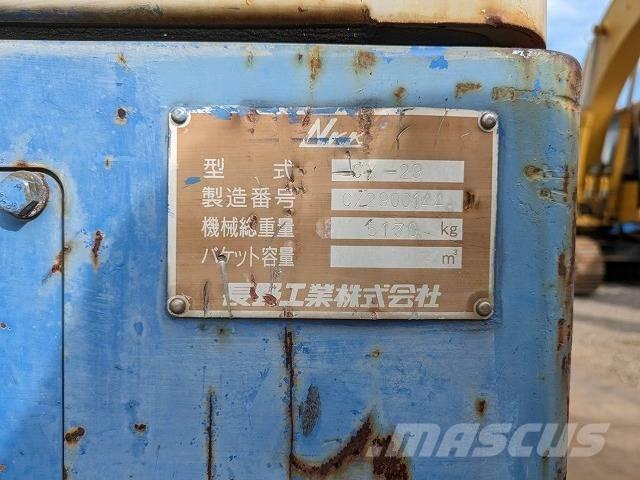 NKK
型 式
製造番号
機械総重量 kg
バケット容量 m³
長野工業株式会社
MASCUS